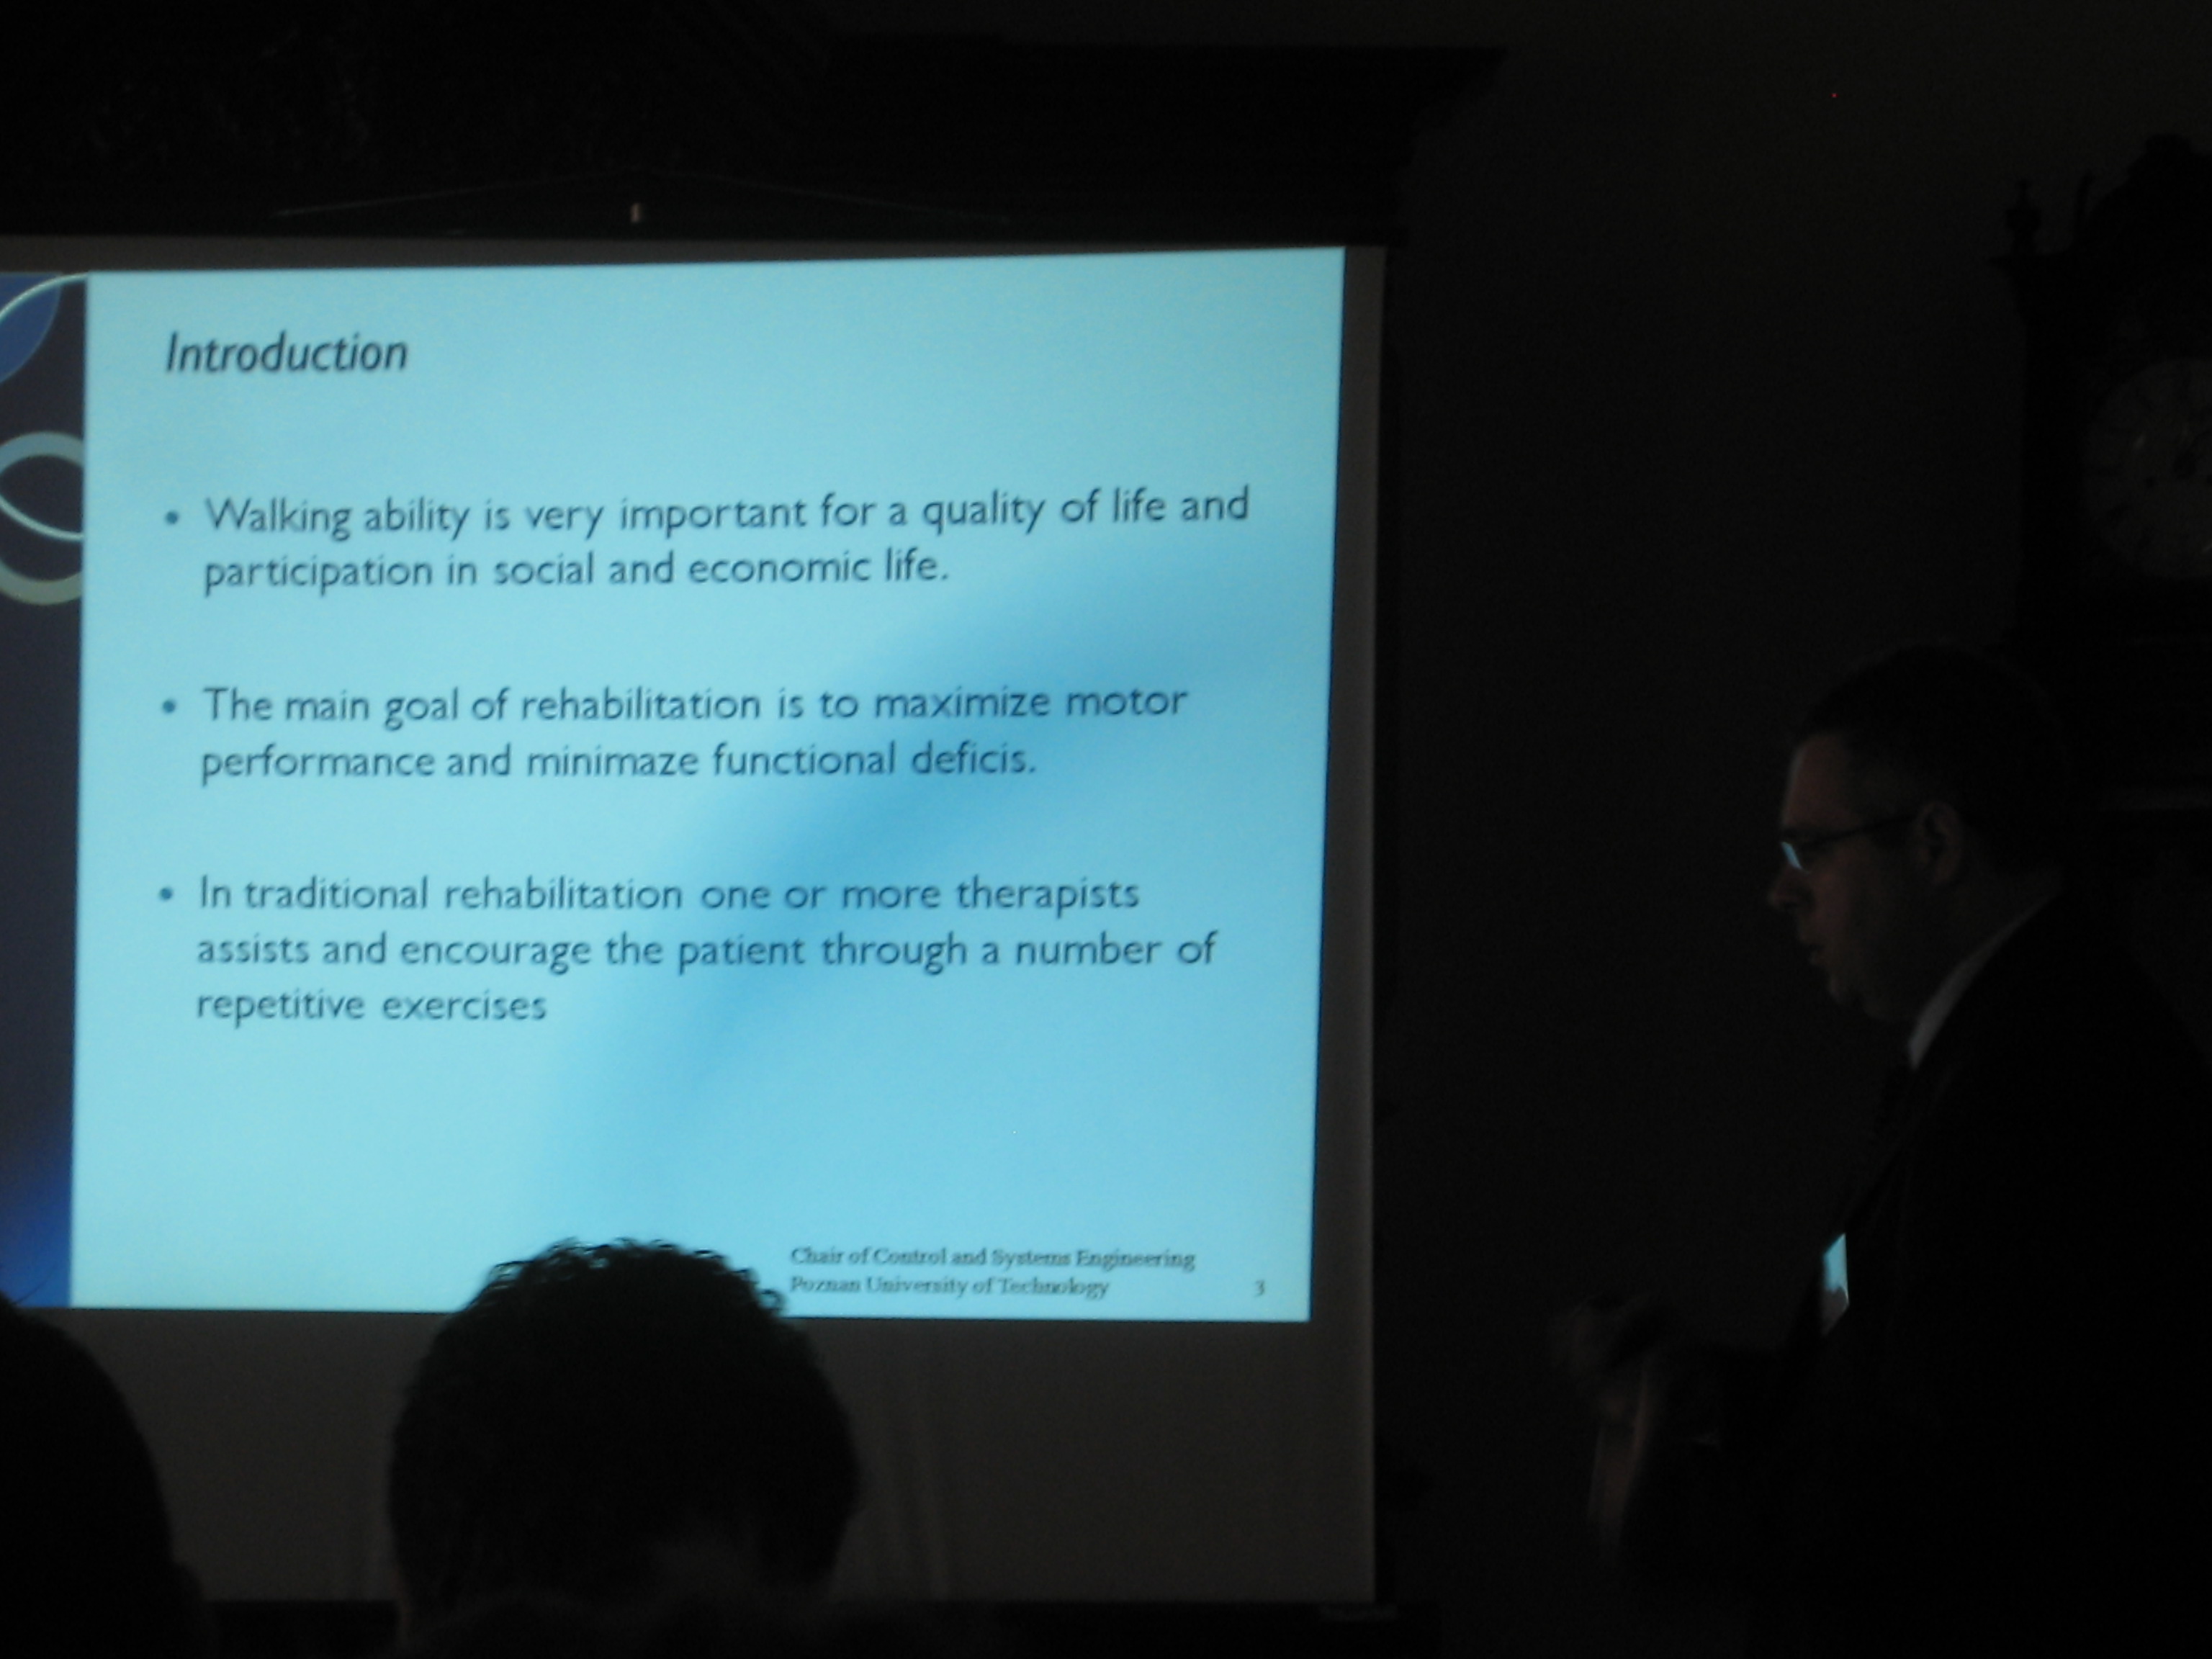 Introduction
• Walking ability is very important for a quality of life and
participation in social and economic life.
• The main goal of rehabilitation is to maximize motor
performance and minimaze functional deficis.
• In traditional rehabilitation one or more therapists
assists and encourage the patient through a number of
repetitive exercises
Chair of Control and Systems Engineering
Poznan University of Technology
3